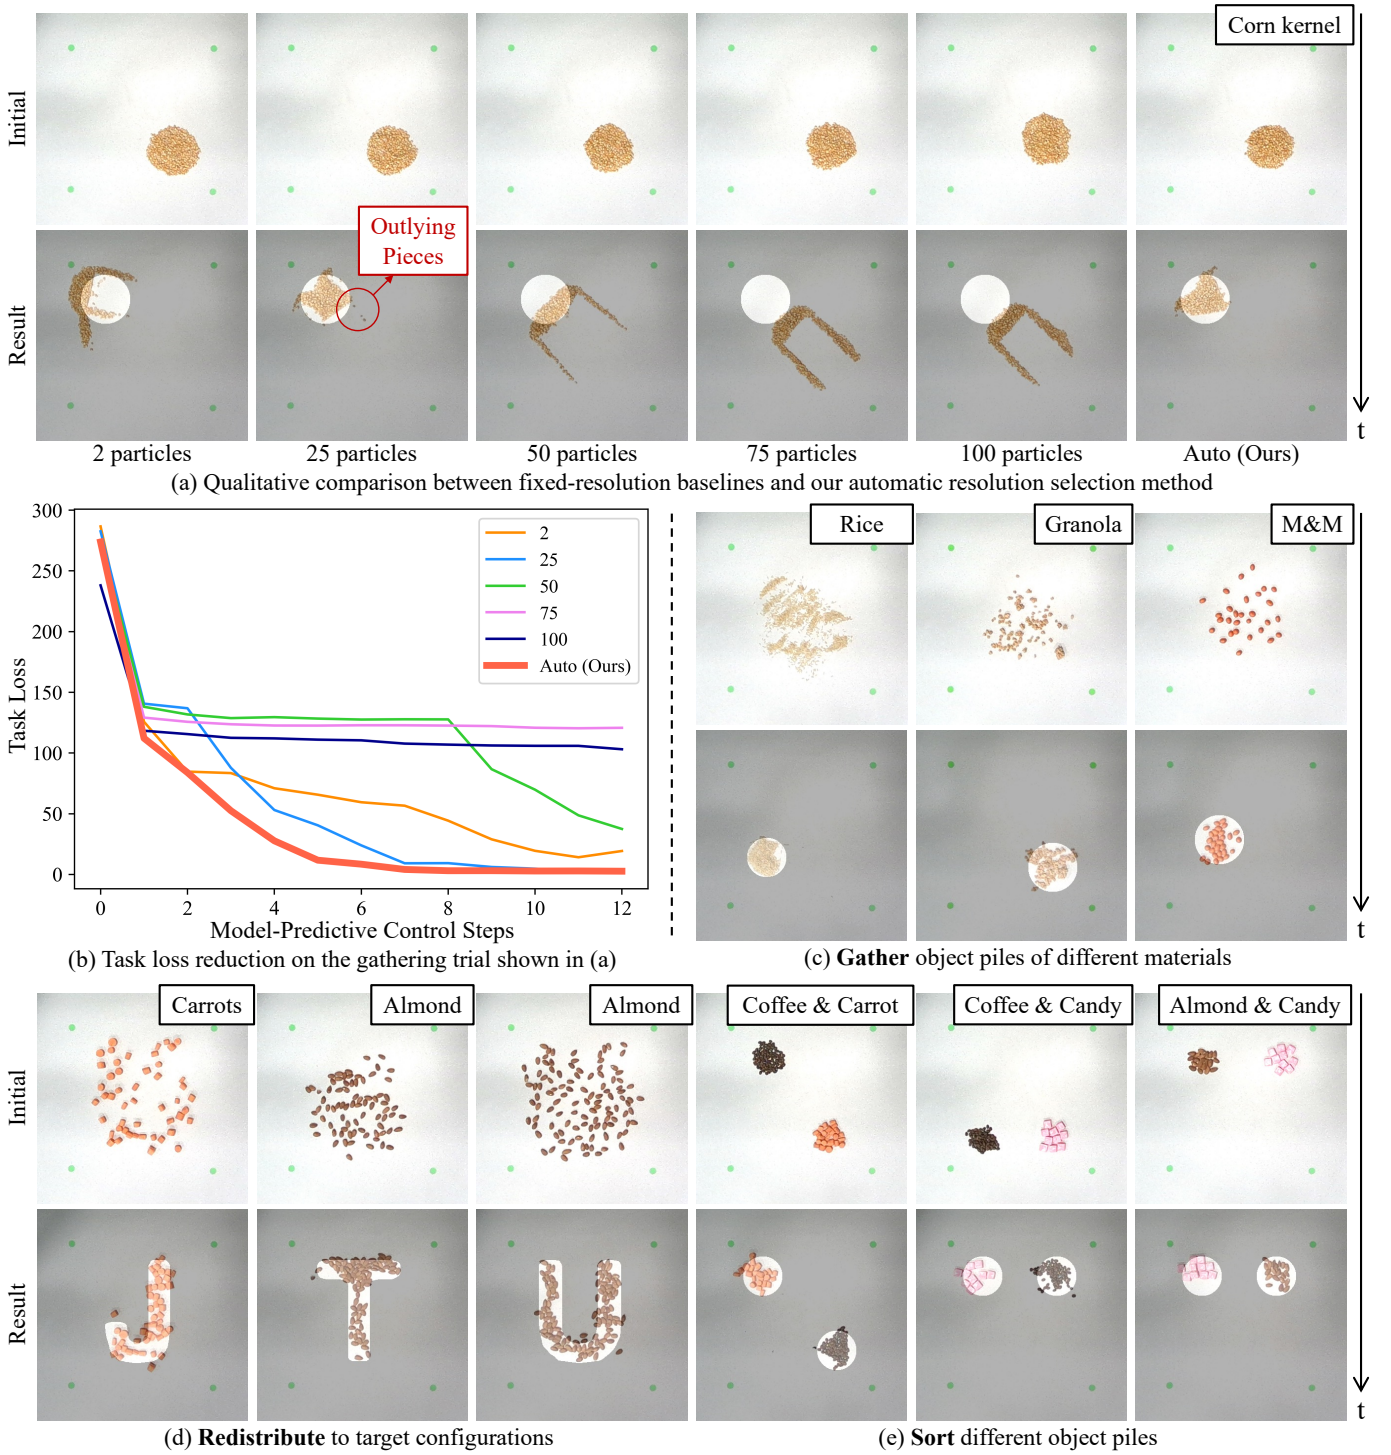 Corn kernel
Initial
Outlying
Pieces
Result
t
2 particles
25 particles
50 particles
75 particles
100 particles
Auto (Ours)
(a) Qualitative comparison between fixed-resolution baselines and our automatic resolution selection method
300
250
200
150
100
50
0
Task Loss
2
25
50
75
100
Auto (Ours)
0
2
4
6
8
10
12
Model-Predictive Control Steps
(b) Task loss reduction on the gathering trial shown in (a)
Rice
Granola
M&M
t
(c) Gather object piles of different materials
Carrots
Almond
Almond
Coffee & Carrot
Coffee & Candy
Almond & Candy
Initial
Result
t
(d) Redistribute to target configurations
(e) Sort different object piles